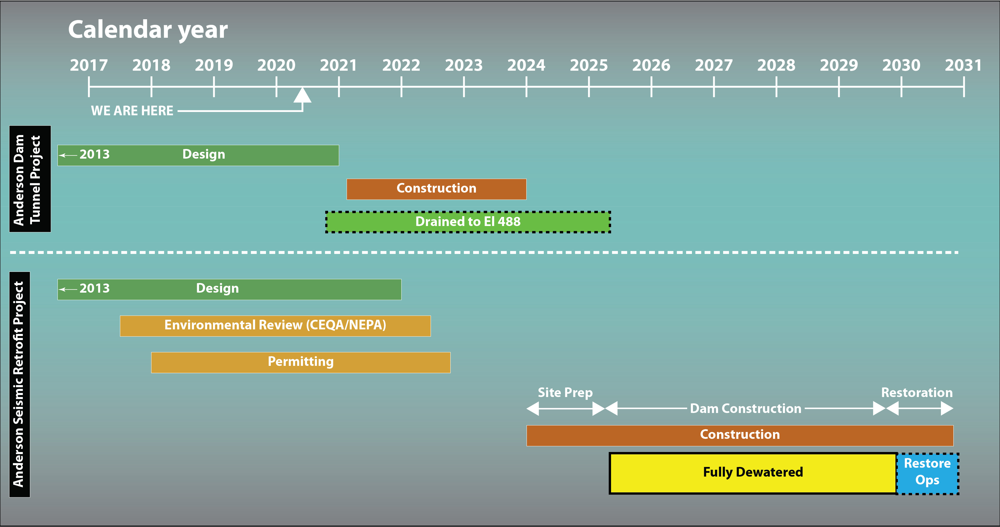 Calendar year
2017 2018 2019 2020 2021 2022 2023 2024 2025 2026 2027 2028 2029 2030 2031
WE ARE HERE
Anderson Dam
Tunnel Project
2013 Design
Construction
Drained to El 488
Anderson Seismic Retrofit Project
2013 Design
Environmental Review (CEQA/NEPA)
Permitting
Site Prep Restoration
Dam Construction
Construction
Fully Dewatered
Restore
Ops